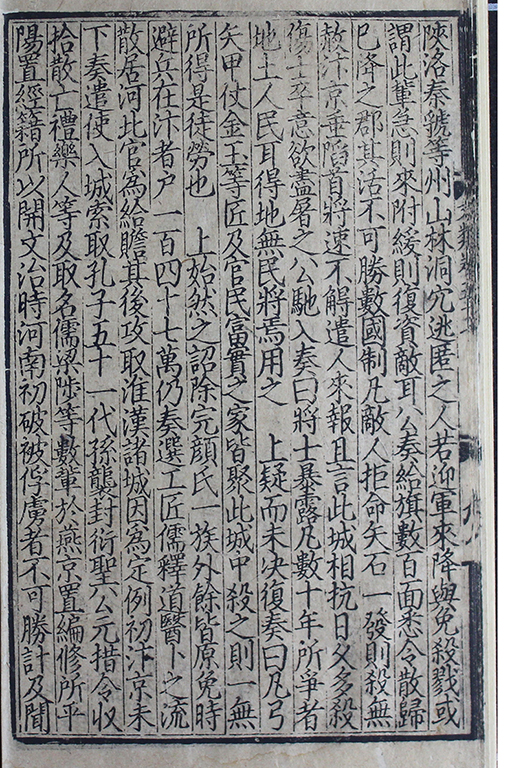 陝洛秦虢等州山林洞穴逃匿之人若迎軍來降與免殺戮或
謂此輩急則來附緩則復資敵耳公奏給旗數百面悉令散歸
已降之郡其活不可勝數國制凡敵人拒命矢石一發則殺無
赦汴京垂陷首將速不䚟遣人來報且言此城相抗日久多殺
傷士卒意欲盡屠之公馳入奏曰將士暴露凡數十年所爭者
地土人民耳得地無民將焉用之　上疑而未決復奏曰凡弓
矢甲仗金玉等匠及官民富實之家皆聚此城中殺之則一無
所得是徒勞也　上始然之詔除完顏氏一族外餘皆原免時
避兵在汴者戶一百四十七萬仍奏選工匠儒釋道醫卜之流
散居河北官為給贍其後攻取淮漢諸城因為定例初汴京未
下奏遣使入城索取孔子五十一代孫襲封衍聖公元措令收
拾散亡禮樂人等及取名儒梁陟等數輩於燕京置編修所平
陽置經籍所以開文治時河南初破被俘虜者不可勝計及聞